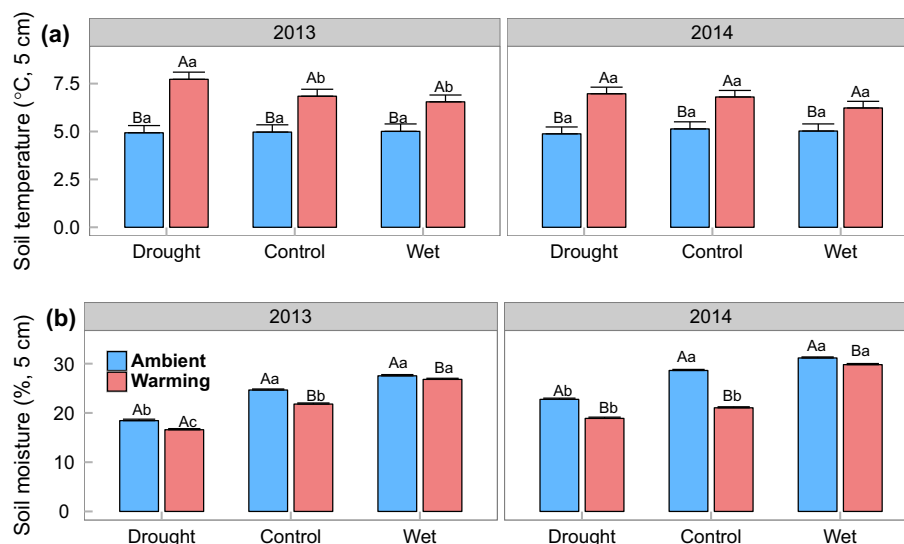 (a)
2013
2014
Soil temperature (°C, 5 cm)
7.5
5.0
2.5
0.0
Ba Aa Ba Ab Ba Ab
Ba Aa Ba Aa Ba Aa
Drought Control Wet
Drought Control Wet
(b)
2013
2014
Soil moisture (%, 5 cm)
30
20
10
0
Ambient
Warming
Ab Ac Aa Bb Aa Ba
Ab Bb Aa Bb Aa Ba
Drought Control Wet
Drought Control Wet